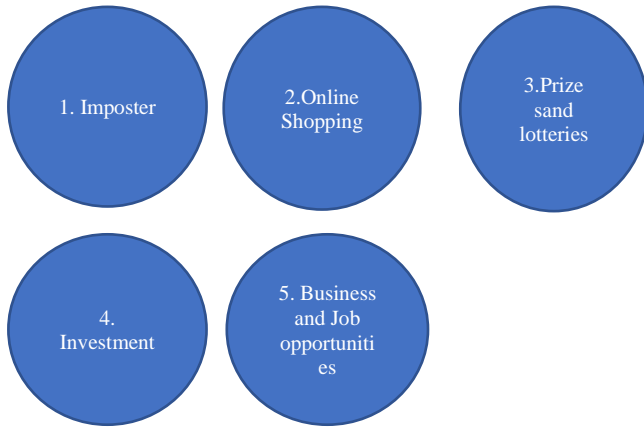 1. Imposter
2.Online
Shopping
3.Prize
sand
lotteries
4.
Investment
5. Business
and Job
opportuniti
es